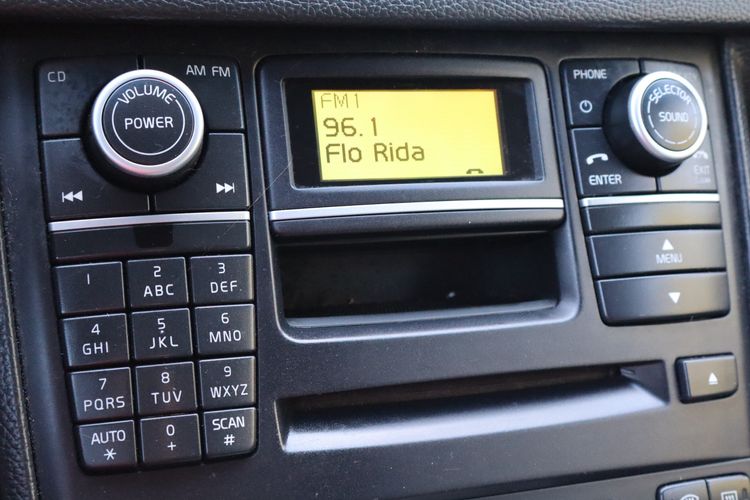 CD
VOLUME
POWER
AM FM
FM1
96.1
Flo Rida
PHONE
SELECTOR
SOUND
ENTER
EXIT
MENU
1
2
ABC
3
DEF
4
GHI
5
JKL
6
MNO
7
PQRS
8
TUV
9
WXYZ
AUTO
*
0
+
SCAN
#